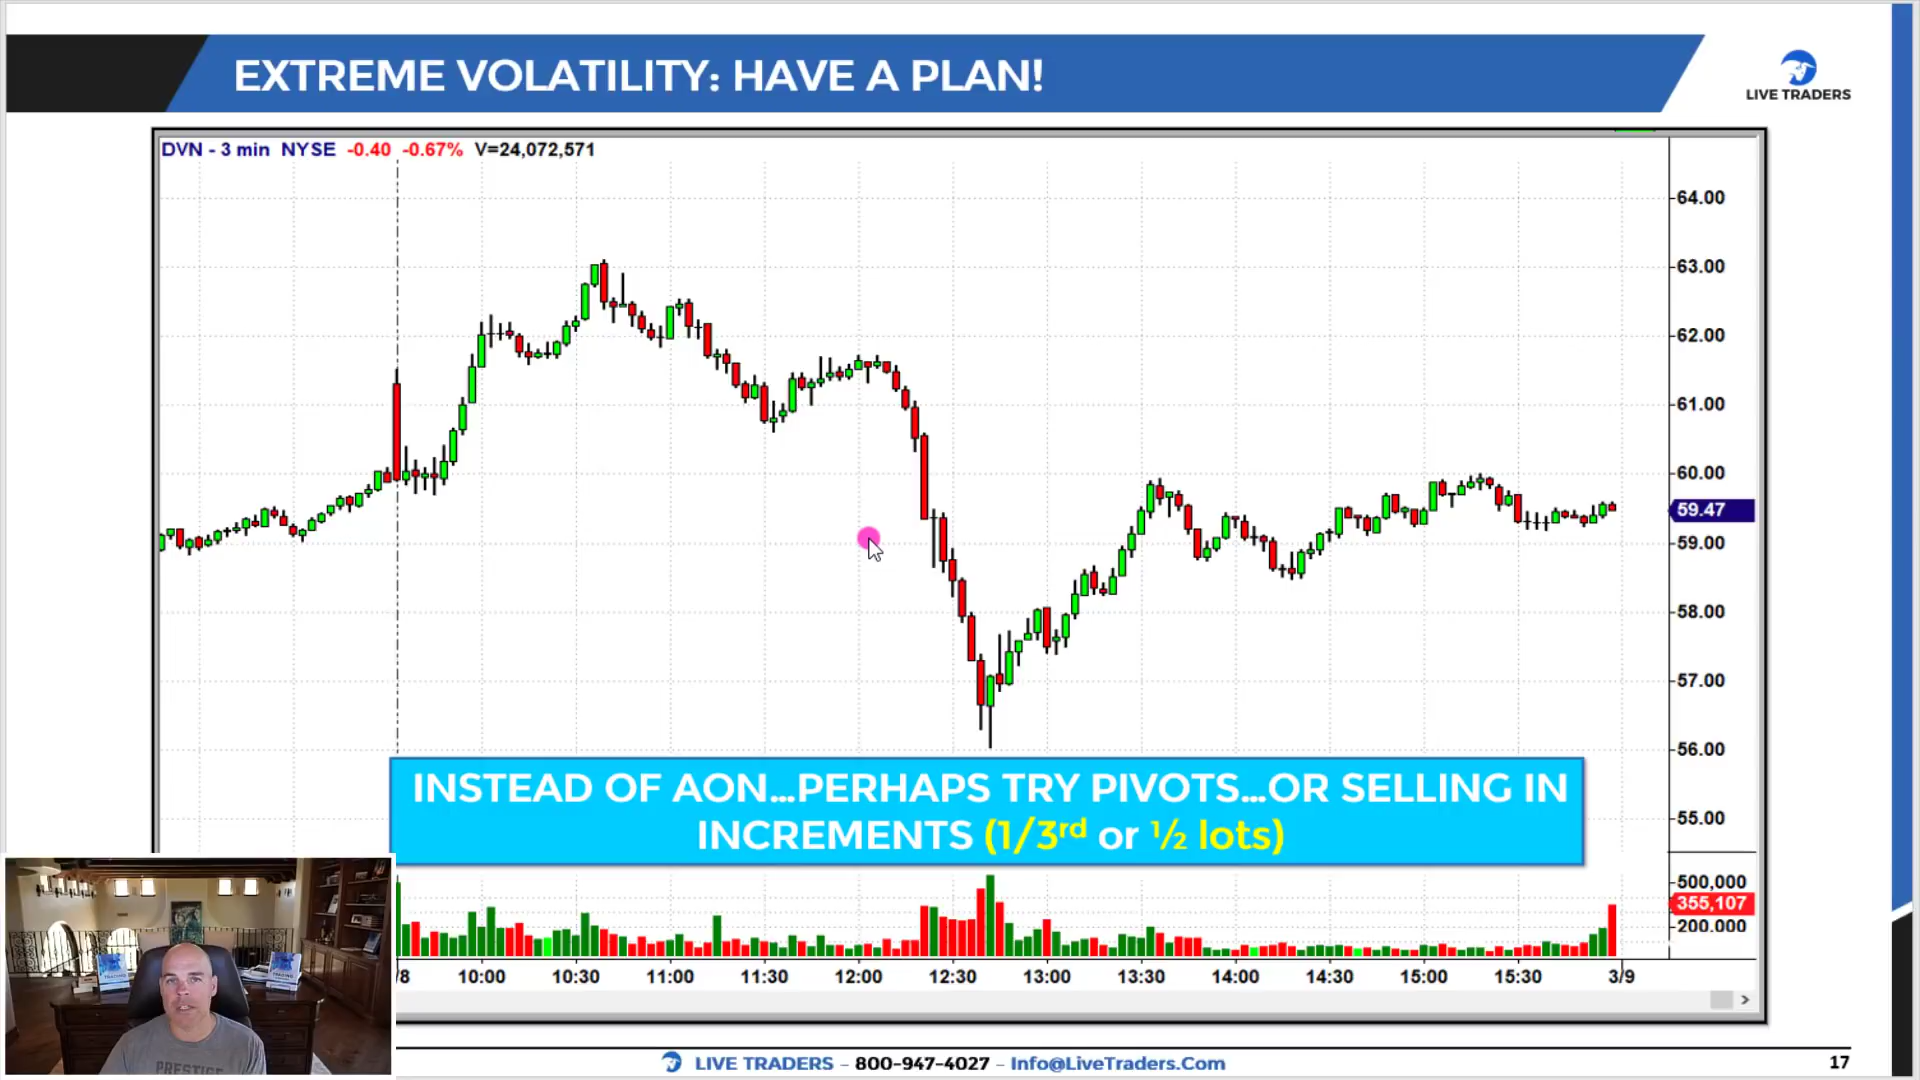 EXTREME VOLATILITY: HAVE A PLAN!
LIVE TRADERS
DVN - 3 min NYSE -0.40 -0.67% V=24,072,571
64.00
63.00
62.00
61.00
60.00
59.47
59.00
58.00
57.00
56.00
55.00
INSTEAD OF AON...PERHAPS TRY PIVOTS...OR SELLING IN
INCREMENTS (1/3rd or ½ lots)
500,000
355,107
200.000
/8 10:00 10:30 11:00 11:30 12:00 12:30 13:00 13:30 14:00 14:30 15:00 15:30 3/9
TRADING
PRESTIGE
LIVE TRADERS – 800-947-4027 – Info@LiveTraders.Com
17